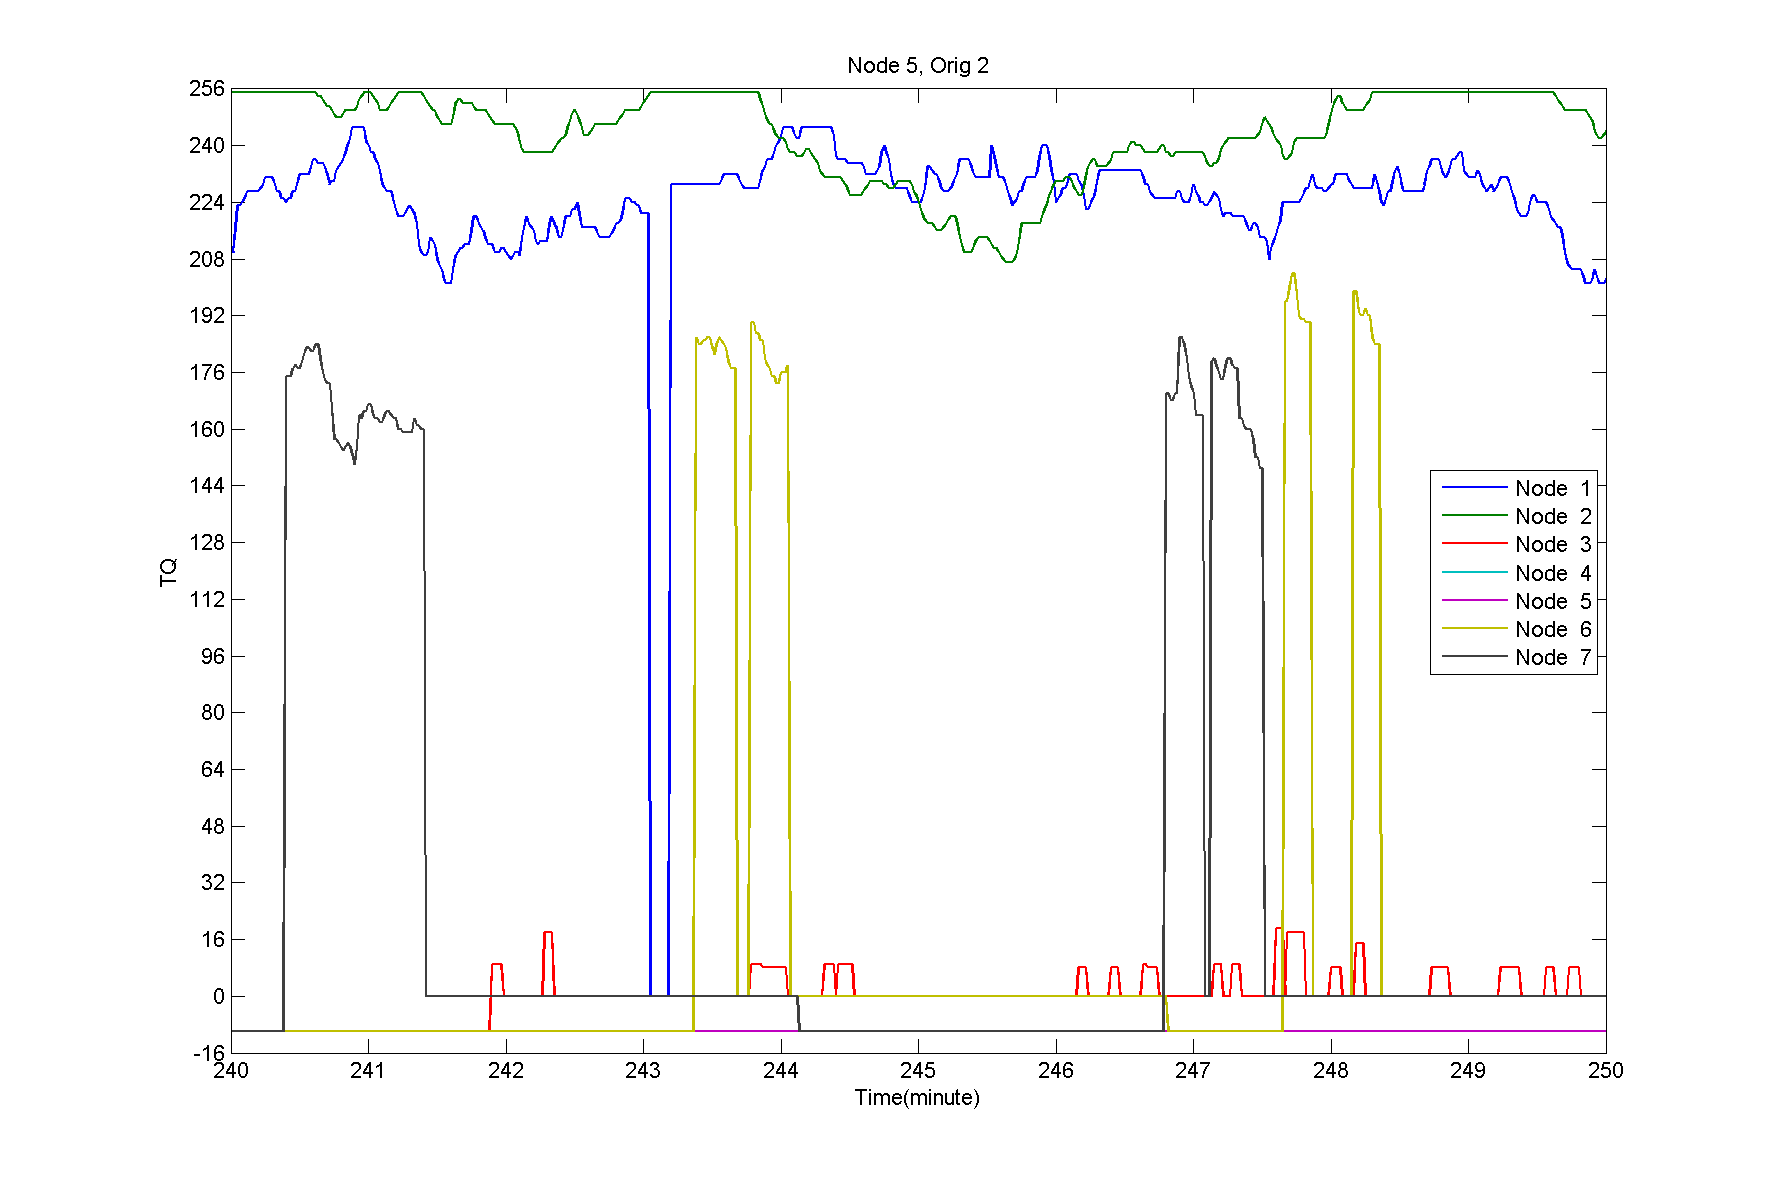 Node 5, Orig 2
256
240
224
208
192
176
160
144
128
112
96
80
64
48
32
16
0
-16
TQ
Node 1
Node 2
Node 3
Node 4
Node 5
Node 6
Node 7
240 241 242 243 244 245 246 247 248 249 250
Time(minute)